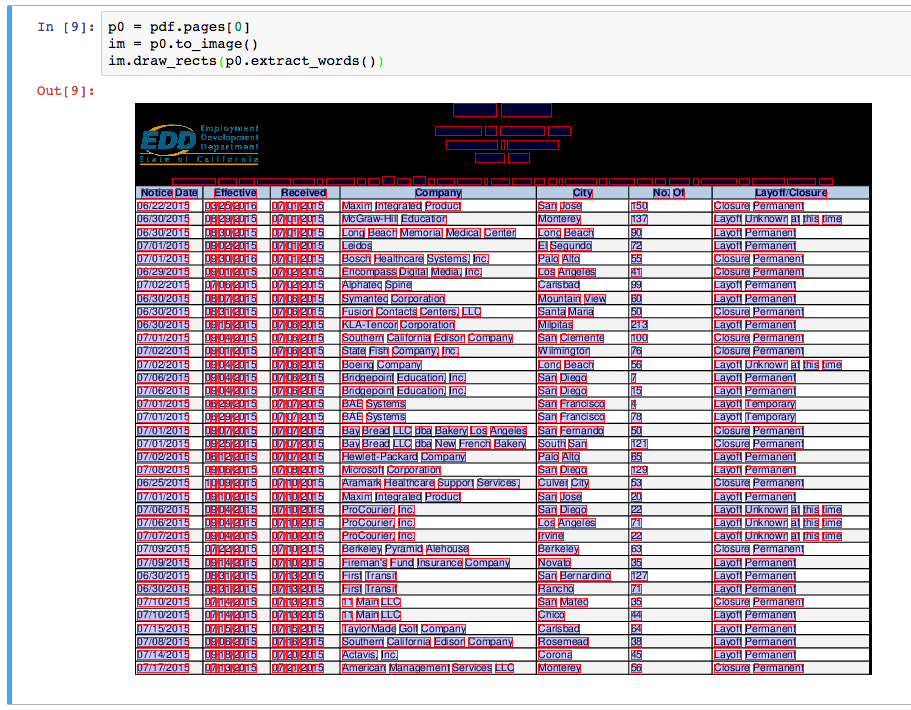 In [9]: p0 = pdf.pages[0]
im = p0.to_image()
im.draw_rects(p0.extract_words())
Out[9]:
EDD Employment
Development
Department
State of California
Notice Date Effective Received Company City No. Of Layoff/Closure
06/22/2015 03/25/2016 07/01/2015 Maxim Integrated Product San Jose 150 Closure Permanent
06/30/2015 08/29/2015 07/01/2015 McGraw-Hill Education Monterey 137 Layoff Unknown at this time
06/30/2015 08/30/2015 07/01/2015 Long Beach Memorial Medical Center Long Beach 90 Layoff Permanent
07/01/2015 09/02/2015 07/01/2015 Leidos El Segundo 72 Layoff Permanent
07/01/2015 09/30/2016 07/01/2015 Bosch Healthcare Systems, Inc. Palo Alto 55 Closure Permanent
06/29/2015 09/01/2015 07/02/2015 Encompass Digital Media, Inc. Los Angeles 41 Closure Permanent
07/02/2015 07/06/2015 07/02/2015 Alphatec Spine Carlsbad 99 Layoff Permanent
06/30/2015 08/07/2015 07/06/2015 Symantec Corporation Mountain View 60 Layoff Permanent
06/30/2015 08/31/2015 07/06/2015 Fusion Contacts Centers, LLC Santa Maria 50 Closure Permanent
06/30/2015 09/15/2015 07/06/2015 KLA-Tencor Corporation Milpitas 213 Layoff Permanent
07/01/2015 09/04/2015 07/06/2015 Southern California Edison Company San Clemente 100 Closure Permanent
07/02/2015 09/01/2015 07/06/2015 State Fish Company, Inc. Wilmington 76 Closure Permanent
07/02/2015 09/04/2015 07/06/2015 Boeing Company Long Beach 56 Layoff Unknown at this time
07/06/2015 09/04/2015 07/06/2015 Bridgepoint Education, Inc. San Diego 7 Layoff Permanent
07/06/2015 09/04/2015 07/06/2015 Bridgepoint Education, Inc. San Diego 15 Layoff Permanent
07/01/2015 08/29/2015 07/07/2015 BAE Systems San Francisco 4 Layoff Temporary
07/01/2015 08/29/2015 07/07/2015 BAE Systems San Francisco 78 Layoff Temporary
07/01/2015 09/07/2015 07/07/2015 Bay Bread LLC dba Bakery Los Angeles San Fernando 50 Closure Permanent
07/01/2015 09/25/2015 07/07/2015 Bay Bread LLC dba New French Bakery South San 121 Closure Permanent
07/02/2015 06/12/2015 07/07/2015 Hewlett-Packard Company Palo Alto 65 Layoff Permanent
07/08/2015 09/06/2015 07/08/2015 Microsoft Corporation San Diego 129 Layoff Permanent
06/25/2015 10/09/2015 07/10/2015 Aramark Healthcare Support Services, Culver City 53 Closure Permanent
07/01/2015 09/10/2015 07/10/2015 Maxim Integrated Product San Jose 20 Layoff Permanent
07/06/2015 09/04/2015 07/10/2015 ProCourier, Inc. San Diego 22 Layoff Unknown at this time
07/06/2015 09/04/2015 07/10/2015 ProCourier, Inc. Los Angeles 71 Layoff Unknown at this time
07/07/2015 09/04/2015 07/10/2015 ProCourier, Inc. Irvine 22 Layoff Unknown at this time
07/09/2015 07/22/2015 07/10/2015 Berkeley Pyramid Alehouse Berkeley 63 Closure Permanent
07/09/2015 09/14/2015 07/13/2015 Fireman's Fund Insurance Company Novato 35 Layoff Permanent
06/30/2015 08/31/2015 07/13/2015 First Transit San Bernardino 127 Layoff Permanent
06/30/2015 08/31/2015 07/13/2015 First Transit Rancho 71 Layoff Permanent
07/10/2015 07/14/2015 07/13/2015 11 Main LLC San Mateo 35 Closure Permanent
07/10/2015 07/14/2015 07/13/2015 11 Main LLC Chico 44 Layoff Permanent
07/15/2015 07/15/2015 07/15/2015 TaylorMade Golf Company Carlsbad 64 Layoff Permanent
07/08/2015 09/06/2015 07/16/2015 Southern California Edison Company Rosemead 38 Layoff Permanent
07/14/2015 09/18/2015 07/20/2015 Actavis, Inc. Corona 45 Layoff Permanent
07/17/2015 07/13/2015 07/21/2015 American Management Services LLC Monterey 56 Closure Permanent